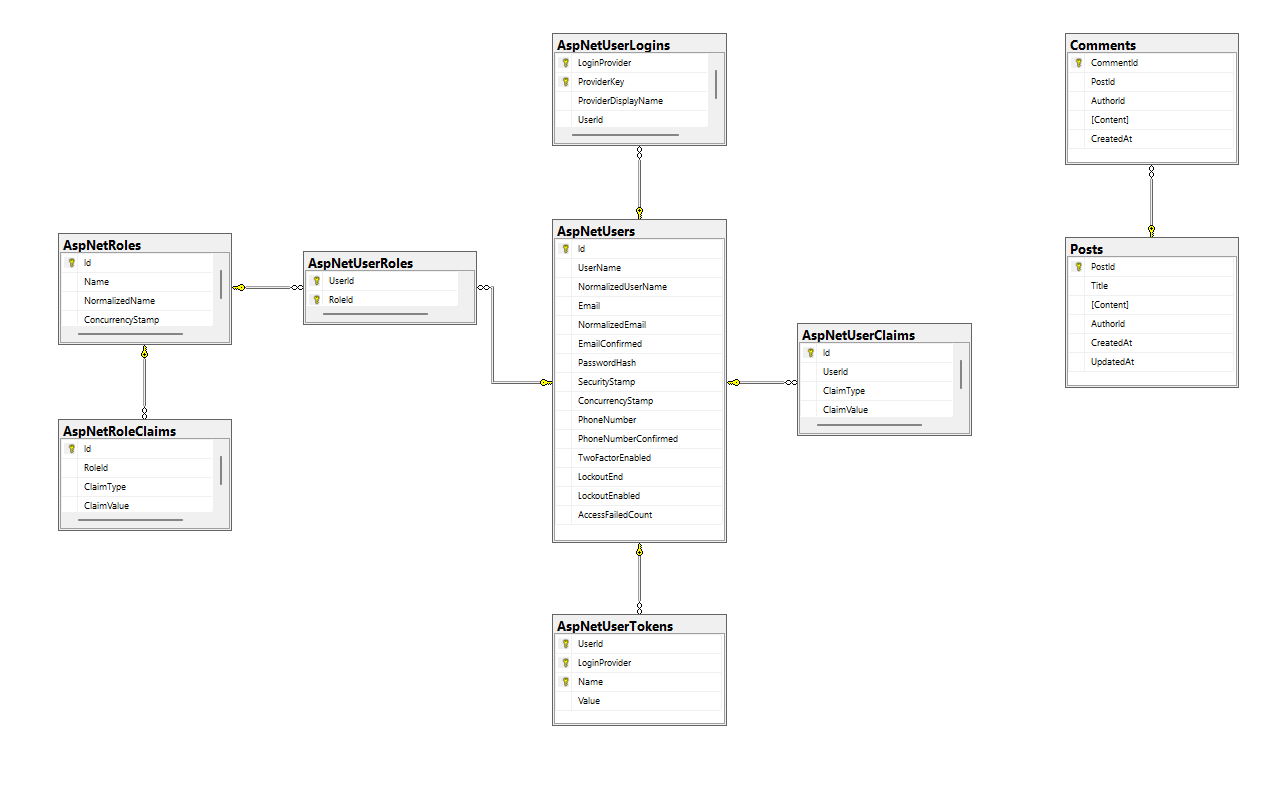 AspNetUserLogins
LoginProvider
ProviderKey
ProviderDisplayName
UserId
Comments
CommentId
PostId
AuthorId
[Content]
CreatedAt
AspNetRoles
Id
Name
NormalizedName
ConcurrencyStamp
AspNetUserRoles
UserId
RoleId
AspNetUsers
Id
UserName
NormalizedUserName
Email
NormalizedEmail
EmailConfirmed
PasswordHash
SecurityStamp
ConcurrencyStamp
PhoneNumber
PhoneNumberConfirmed
TwoFactorEnabled
LockoutEnd
LockoutEnabled
AccessFailedCount
AspNetUserClaims
Id
UserId
ClaimType
ClaimValue
Posts
PostId
Title
[Content]
AuthorId
CreatedAt
UpdatedAt
AspNetRoleClaims
Id
RoleId
ClaimType
ClaimValue
AspNetUserTokens
UserId
LoginProvider
Name
Value